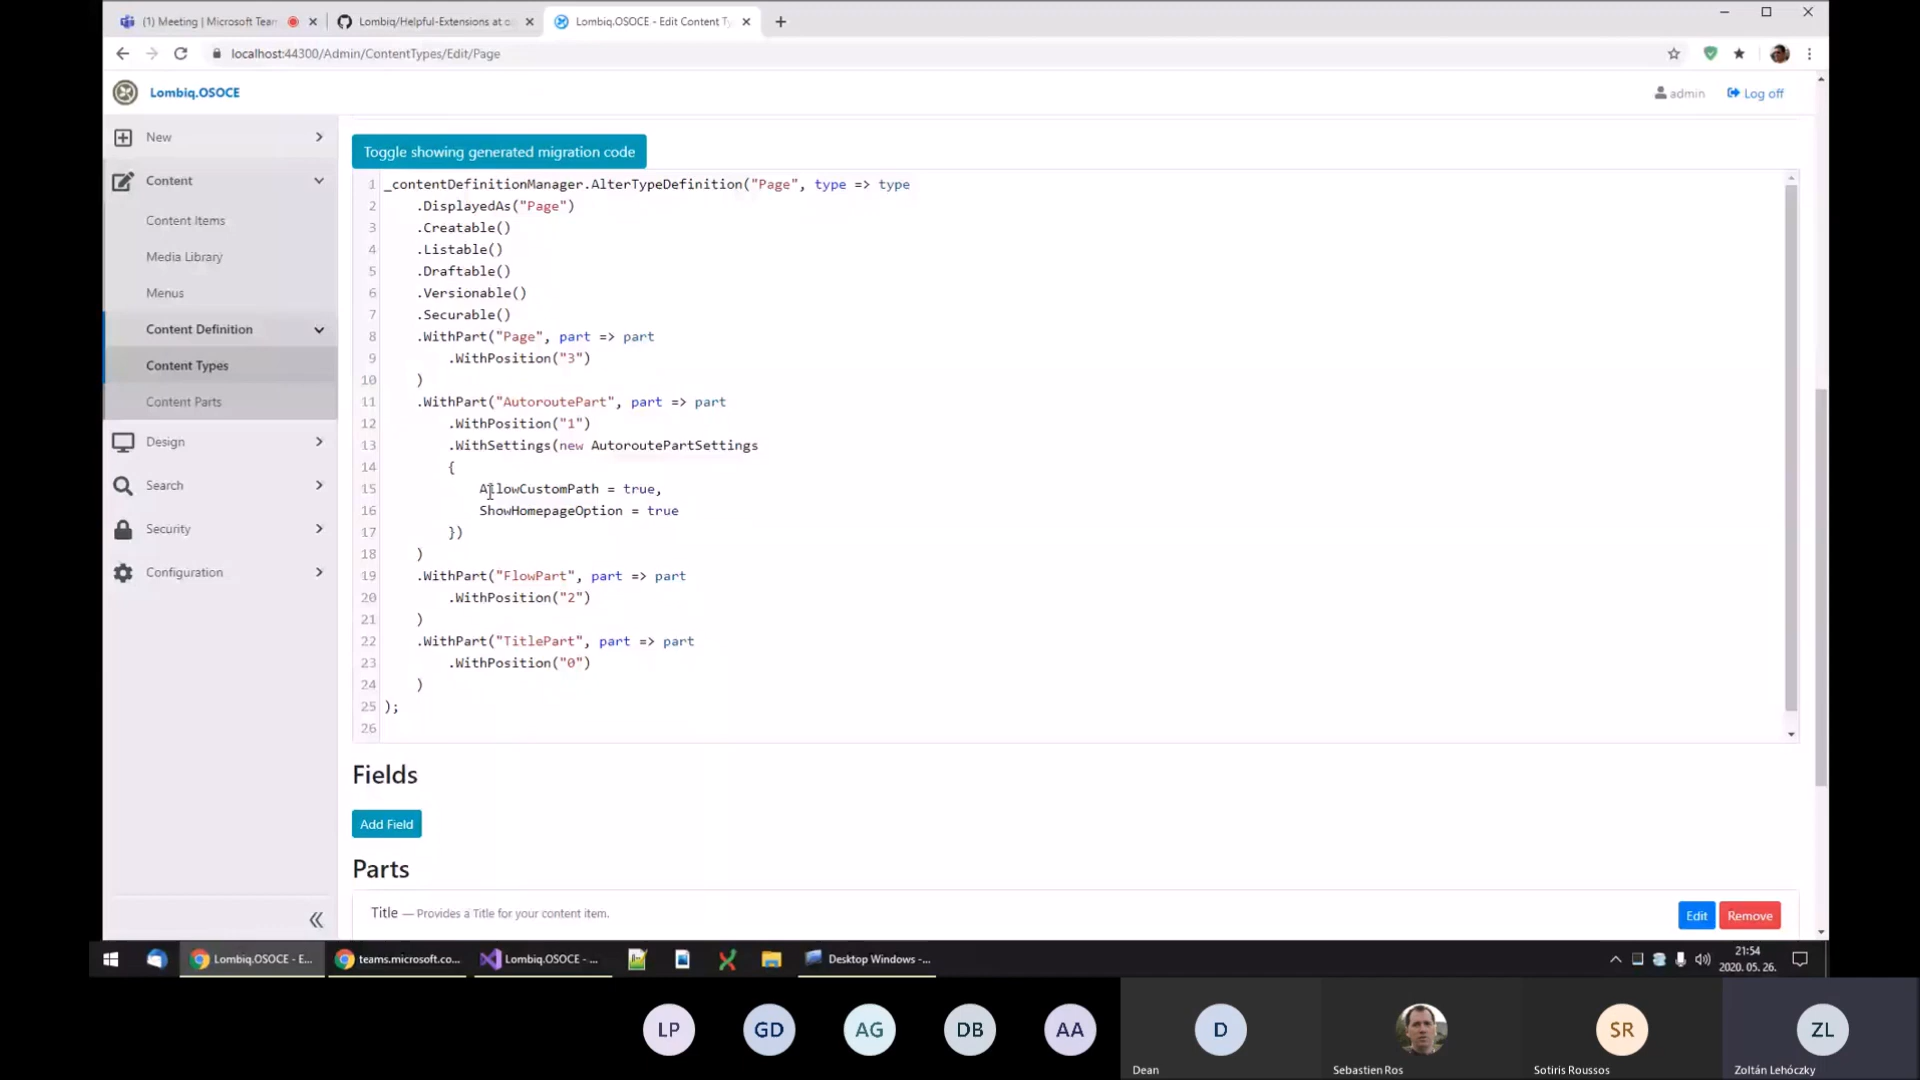 (1) Meeting | Microsoft Tean
Lombiq/Helpful-Extensions at o
Lombiq.OSOCE - Edit Content Ty
localhost:44300/Admin/ContentTypes/Edit/Page
Lombiq.OSOCE
admin
Log off
New
Content
Content Items
Media Library
Menus
Content Definition
Content Types
Content Parts
Design
Search
Security
Configuration
Toggle showing generated migration code
1 _contentDefinitionManager.AlterTypeDefinition("Page", type => type
2 .DisplayedAs("Page")
3 .Creatable()
4 .Listable()
5 .Draftable()
6 .Versionable()
7 .Securable()
8 .WithPart("Page", part => part
9 .WithPosition("3")
10 )
11 .WithPart("AutoroutePart", part => part
12 .WithPosition("1")
13 .WithSettings(new AutoroutePartSettings
14 {
15 AllowCustomPath = true,
16 ShowHomepageOption = true
17 })
18 )
19 .WithPart("FlowPart", part => part
20 .WithPosition("2")
21 )
22 .WithPart("TitlePart", part => part
23 .WithPosition("0")
24 )
25 );
26
Fields
Add Field
Parts
Title — Provides a Title for your content item.
Edit
Remove
Lombiq.OSOCE - E...
teams.microsoft.co...
Lombiq.OSOCE - ...
Desktop Windows -...
21:54
2020. 05. 26.
LP
GD
AG
DB
AA
D
SR
ZL
Dean
Sebastien Ros
Sotiris Roussos
Zoltán Lehóczky